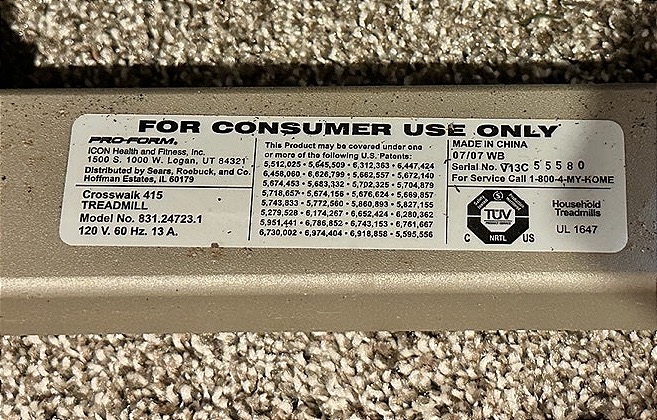 FOR CONSUMER USE ONLY
PRO-FORM.
ICON Health and Fitness, Inc.
1500 S. 1000 W. Logan, UT 84321
Distributed by Sears, Roebuck, and Co.
Hoffman Estates, IL 60179
Crosswalk 415
TREADMILL
Model No. 831.24723.1
120 V. 60 Hz. 13 A.
This Product may be covered under one
or more of the following U.S. Patents:
5,512,025 • 5,645,509 • 6,312,363 • 6,447,424
6,458,060 • 6,626,799 • 5,662,557 • 5,672,140
5,674,453 • 5,683,332 • 5,702,325 • 5,704,879
5,718,657 • 5,674,156 • 5,676,624 • 5,669,857
5,743,833 • 5,772,560 • 5,860,893 • 5,827,155
5,279,528 • 6,174,267 • 6,652,424 • 6,280,362
5,951,441 • 6,786,852 • 6,743,153 • 6,761,667
6,730,002 • 6,974,404 • 6,918,858 • 5,595,556
MADE IN CHINA
07/07 WB
Serial No. V13C 55580
For Service Call 1-800-4-MY-HOME
TÜV
C NRTL US
Household
Treadmills
UL 1647